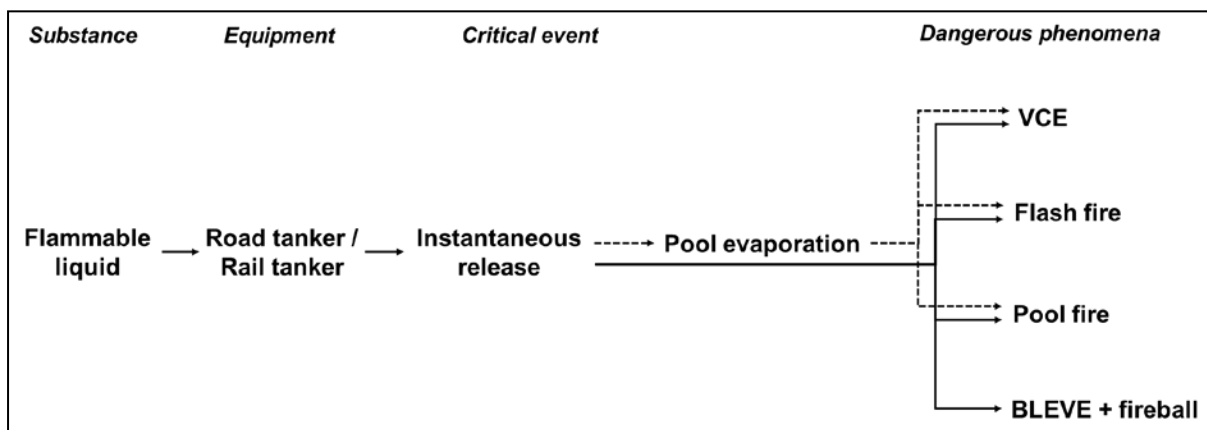 Substance Equipment Critical event Dangerous phenomena
VCE
Flash fire
Flammable liquid
Road tanker / Rail tanker
Instantaneous release
Pool evaporation
Pool fire
BLEVE + fireball